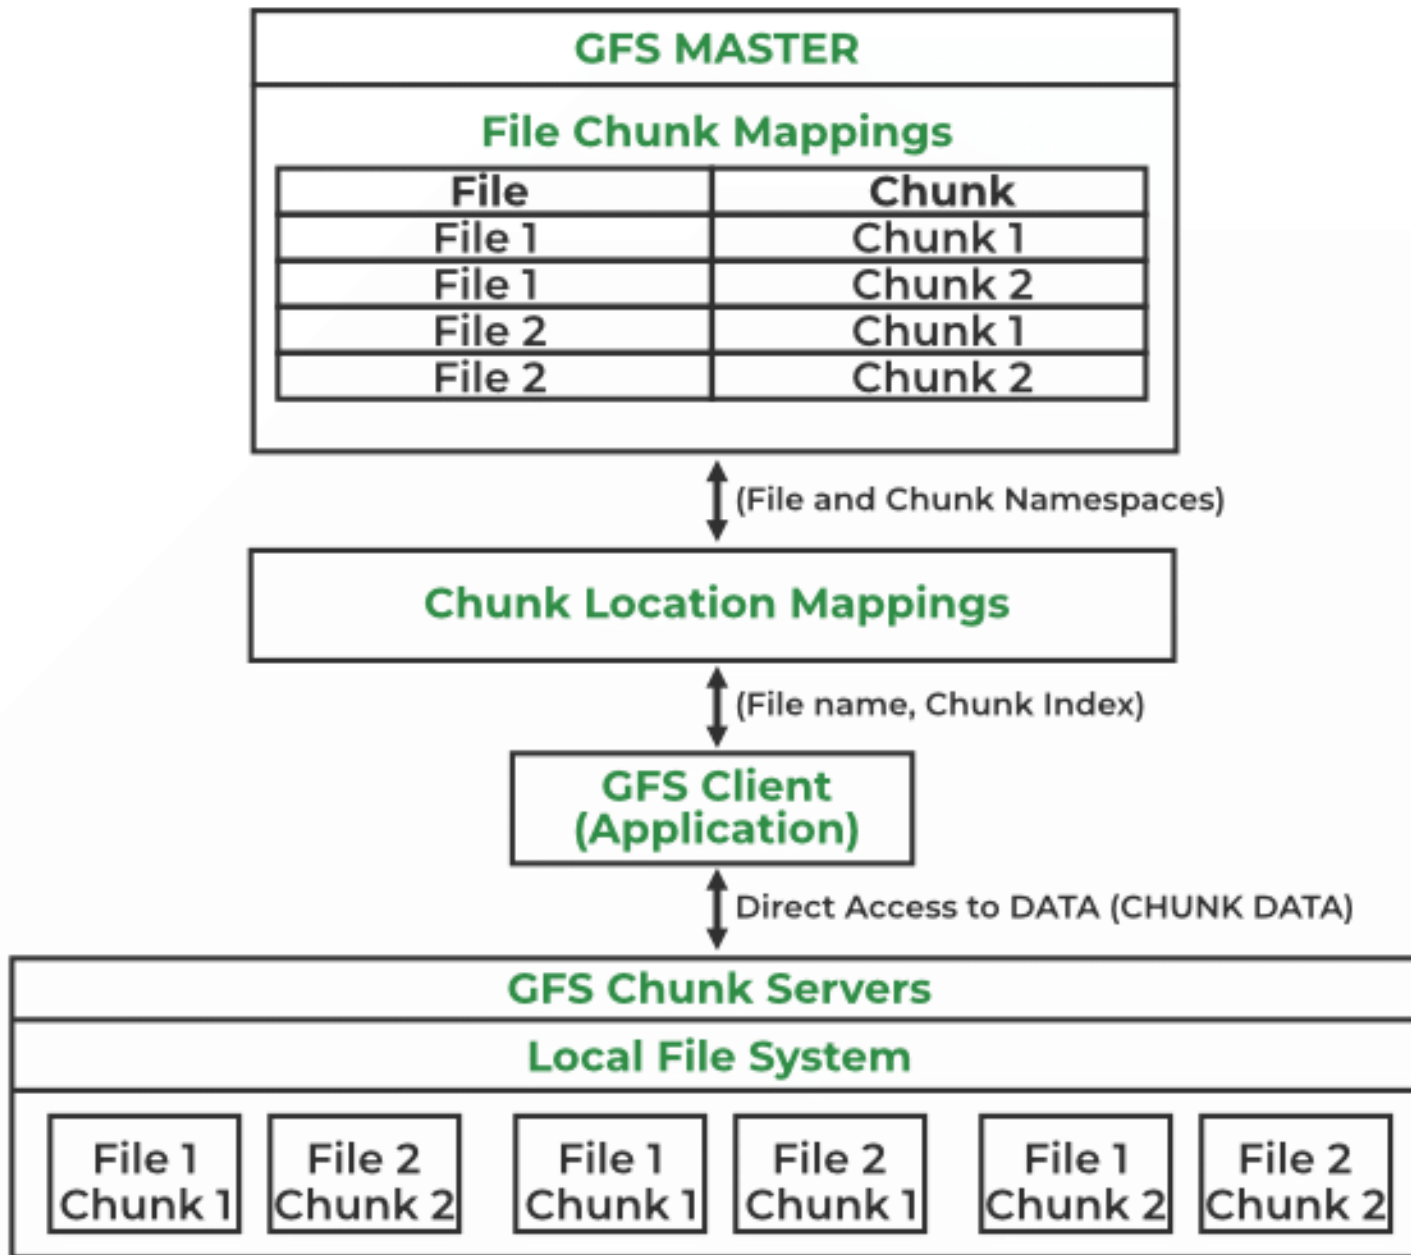 GFS MASTER
File Chunk Mappings
File Chunk
File 1 Chunk 1
File 1 Chunk 2
File 2 Chunk 1
File 2 Chunk 2
(File and Chunk Namespaces)
Chunk Location Mappings
(File name, Chunk Index)
GFS Client
(Application)
Direct Access to DATA (CHUNK DATA)
GFS Chunk Servers
Local File System
File 1
Chunk 1
File 2
Chunk 2
File 1
Chunk 1
File 2
Chunk 1
File 1
Chunk 2
File 2
Chunk 2